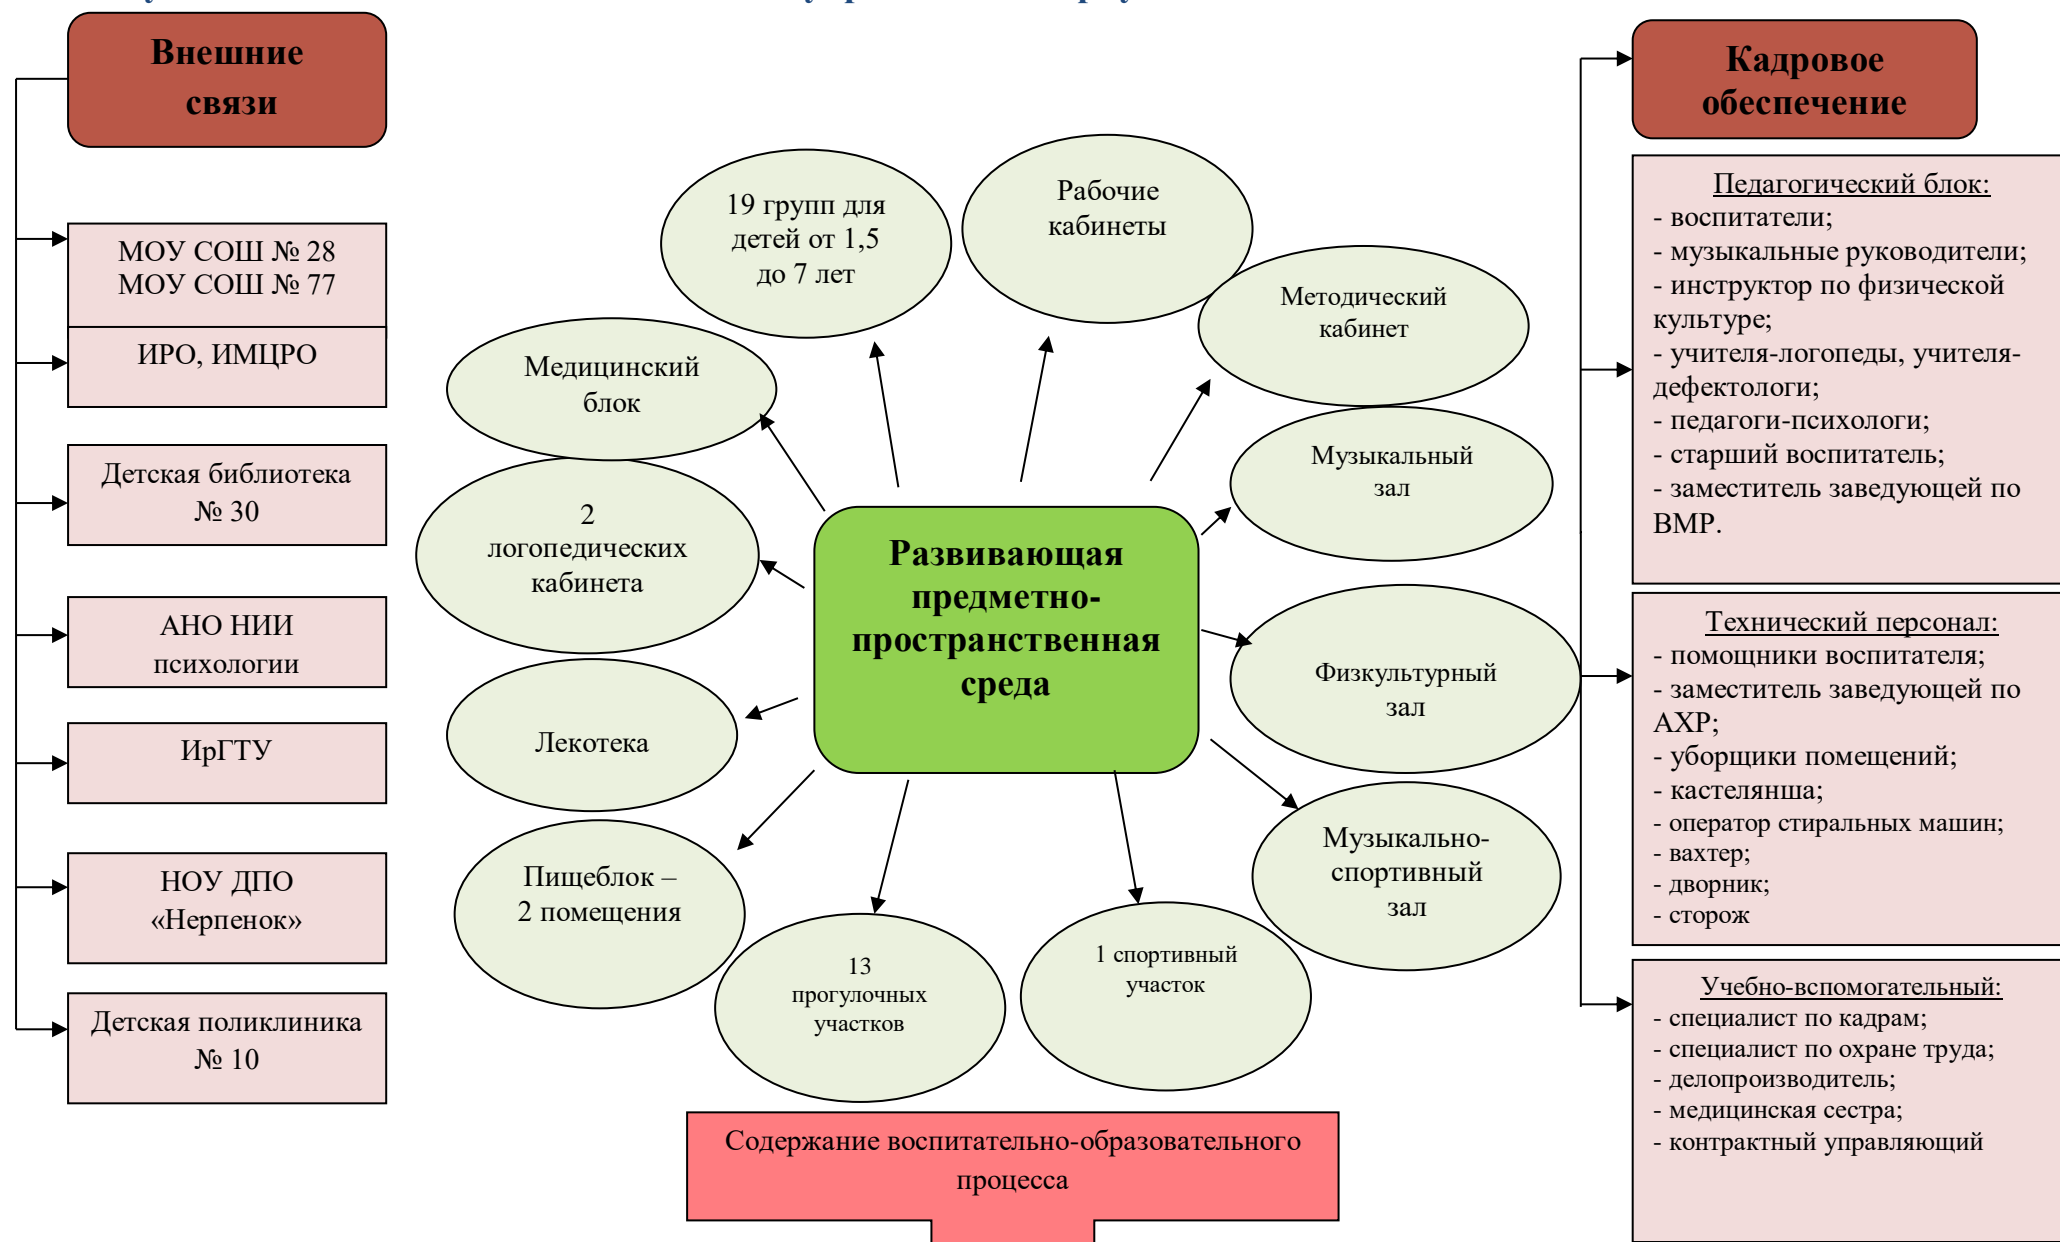 Внешние
связи
МОУ СОШ № 28
МОУ СОШ № 77
ИРО, ИМЦРО
Детская библиотека
№ 30
АНО НИИ
психологии
ИрГТУ
НОУ ДПО
«Нерпенок»
Детская поликлиника
№ 10
19 групп для
детей от 1,5
до 7 лет
Рабочие
кабинеты
Методический
кабинет
Медицинский
блок
Музыкальный
зал
2
логопедических
кабинета
Развивающая
предметно-
пространственная
среда
Физкультурный
зал
Лекотека
Музыкально-
спортивный
зал
Пищеблок –
2 помещения
13
прогулочных
участков
1 спортивный
участок
Содержание воспитательно-образовательного
процесса
Кадровое
обеспечение
Педагогический блок:
- воспитатели;
- музыкальные руководители;
- инструктор по физической
культуре;
- учителя-логопеды, учителя-
дефектологи;
- педагоги-психологи;
- старший воспитатель;
- заместитель заведующей по
ВМР.
Технический персонал:
- помощники воспитателя;
- заместитель заведующей по
АХР;
- уборщики помещений;
- кастелянша;
- оператор стиральных машин;
- вахтер;
- дворник;
- сторож
Учебно-вспомогательный:
- специалист по кадрам;
- специалист по охране труда;
- делопроизводитель;
- медицинская сестра;
- контрактный управляющий